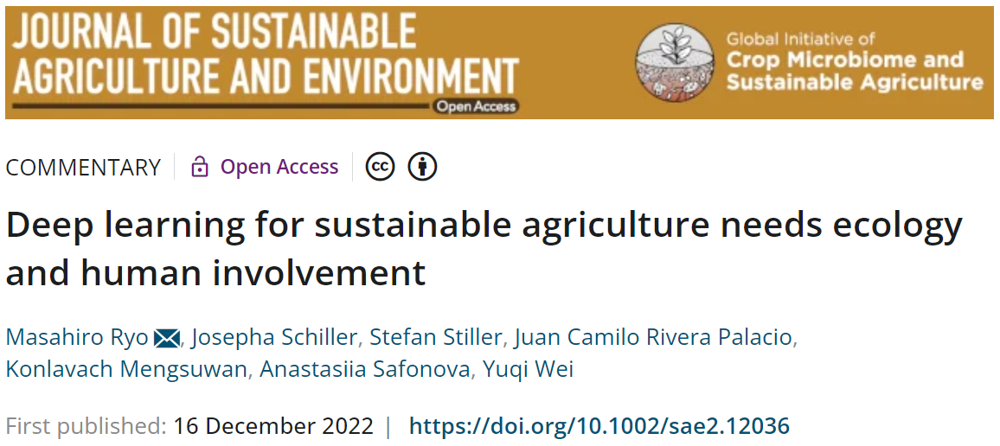 JOURNAL OF SUSTAINABLE
AGRICULTURE AND ENVIRONMENT
Open Access
Global Initiative of
Crop Microbiome and
Sustainable Agriculture
COMMENTARY Open Access cc
Deep learning for sustainable agriculture needs ecology
and human involvement
Masahiro Ryo, Josepha Schiller, Stefan Stiller, Juan Camilo Rivera Palacio,
Konlavach Mengsuwan, Anastasiia Safonova, Yuqi Wei
First published: 16 December 2022 | https://doi.org/10.1002/sae2.12036